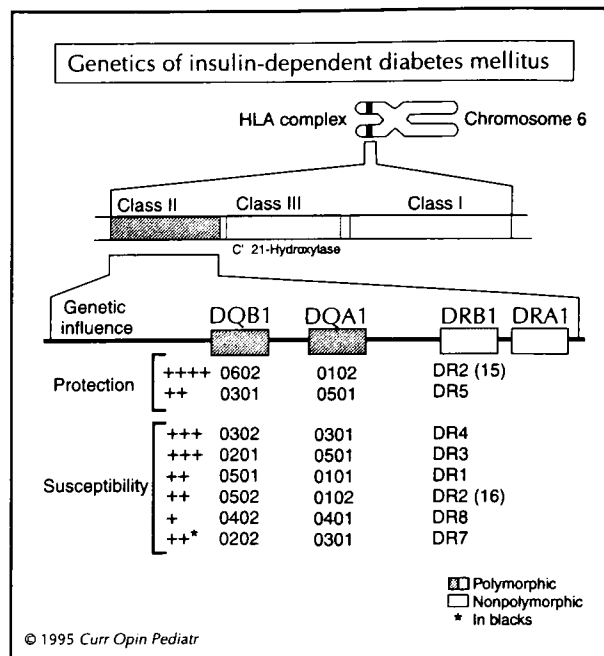 Genetics of insulin-dependent diabetes mellitus
HLA complex Chromosome 6
Class II Class III Class I
C' 21-Hydroxylase
Genetic influence DQB1 DQA1 DRB1 DRA1
Protection
++++ 0602 0102 DR2 (15)
++ 0301 0501 DR5
Susceptibility
+++ 0302 0301 DR4
+++ 0201 0501 DR3
++ 0501 0101 DR1
++ 0502 0102 DR2 (16)
+ 0402 0401 DR8
++* 0202 0301 DR7
Polymorphic
Nonpolymorphic
* In blacks
© 1995 Curr Opin Pediatr